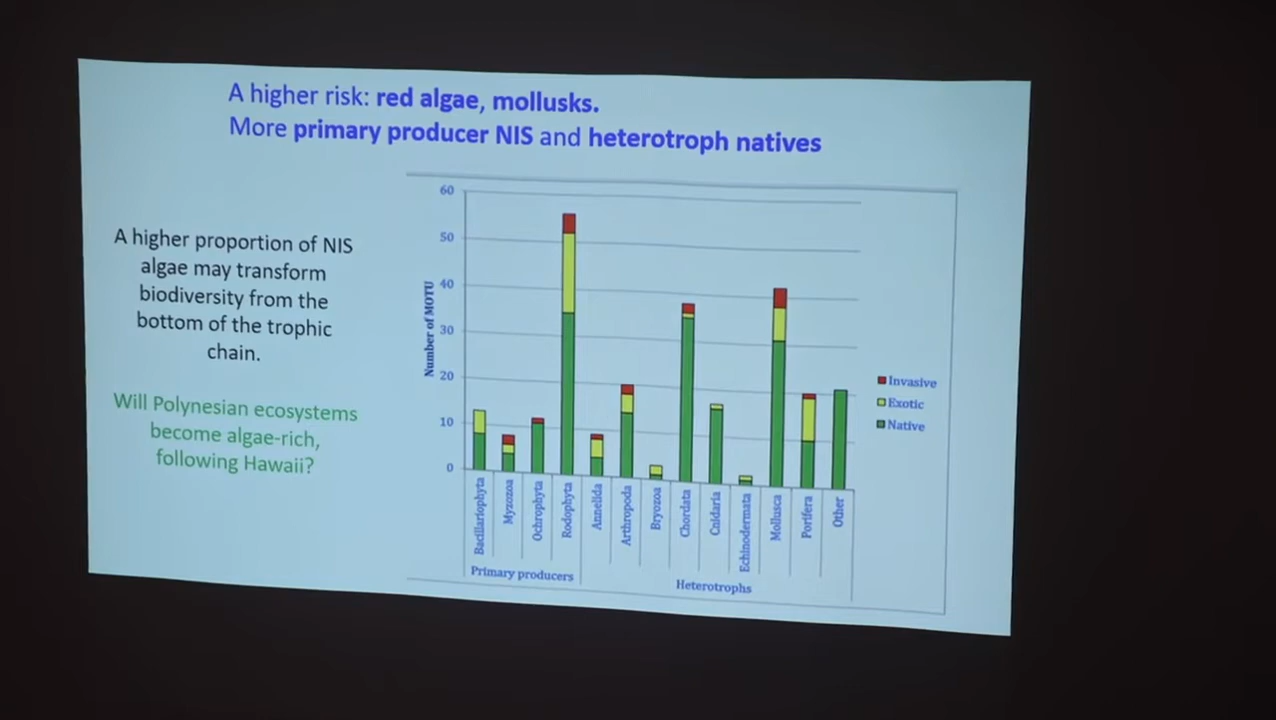 A higher risk: red algae, mollusks.
More primary producer NIS and heterotroph natives
A higher proportion of NIS
algae may transform
biodiversity from the
bottom of the trophic
chain.
Will Polynesian ecosystems
become algae-rich,
following Hawaii?
Number of MOTU
60
50
40
30
20
10
0
Bacillariophyta
Myzozoa
Ochrophyta
Rodophyta
Annelida
Arthropoda
Bryozoa
Chordata
Cnidaria
Echinodermata
Mollusca
Porifera
Other
Primary producers
Heterotrophs
Invasive
Exotic
Native